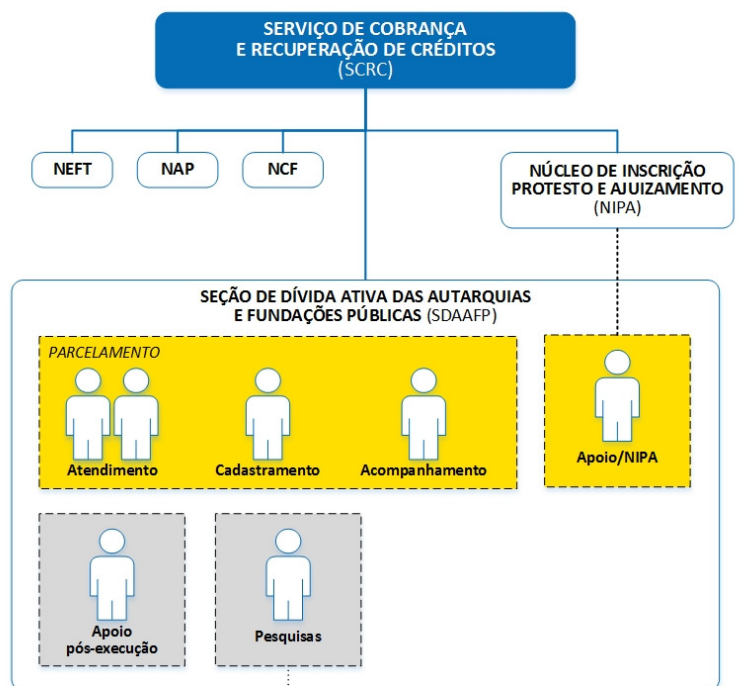 SERVIÇO DE COBRANÇA
E RECUPERAÇÃO DE CRÉDITOS
(SCRC)
NEFT
NAP
NCF
NÚCLEO DE INSCRIÇÃO
PROTESTO E AJUIZAMENTO
(NIPA)
SEÇÃO DE DÍVIDA ATIVA DAS AUTARQUIAS
E FUNDAÇÕES PÚBLICAS (SDAAFP)
PARCELAMENTO
Atendimento
Cadastramento
Acompanhamento
Apoio/NIPA
Apoio
pós-execução
Pesquisas